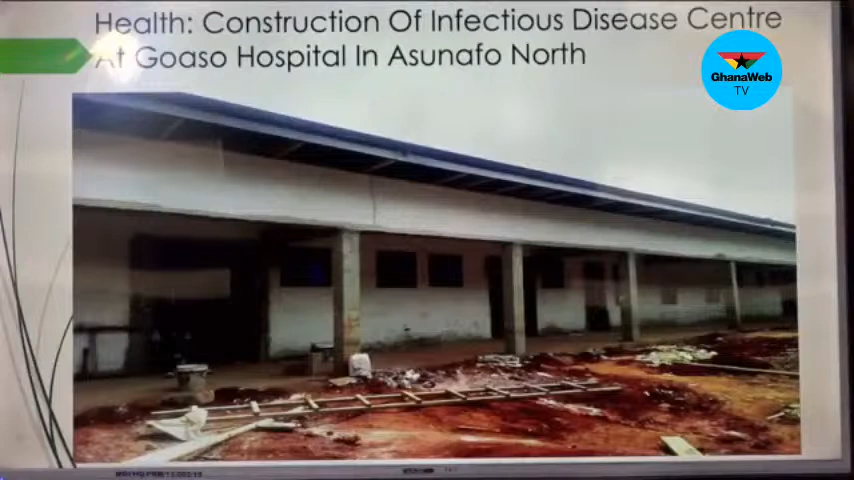 Health: Construction Of Infectious Disease Centre
At Goaso Hospital In Asunafo North
GhanaWeb
TV